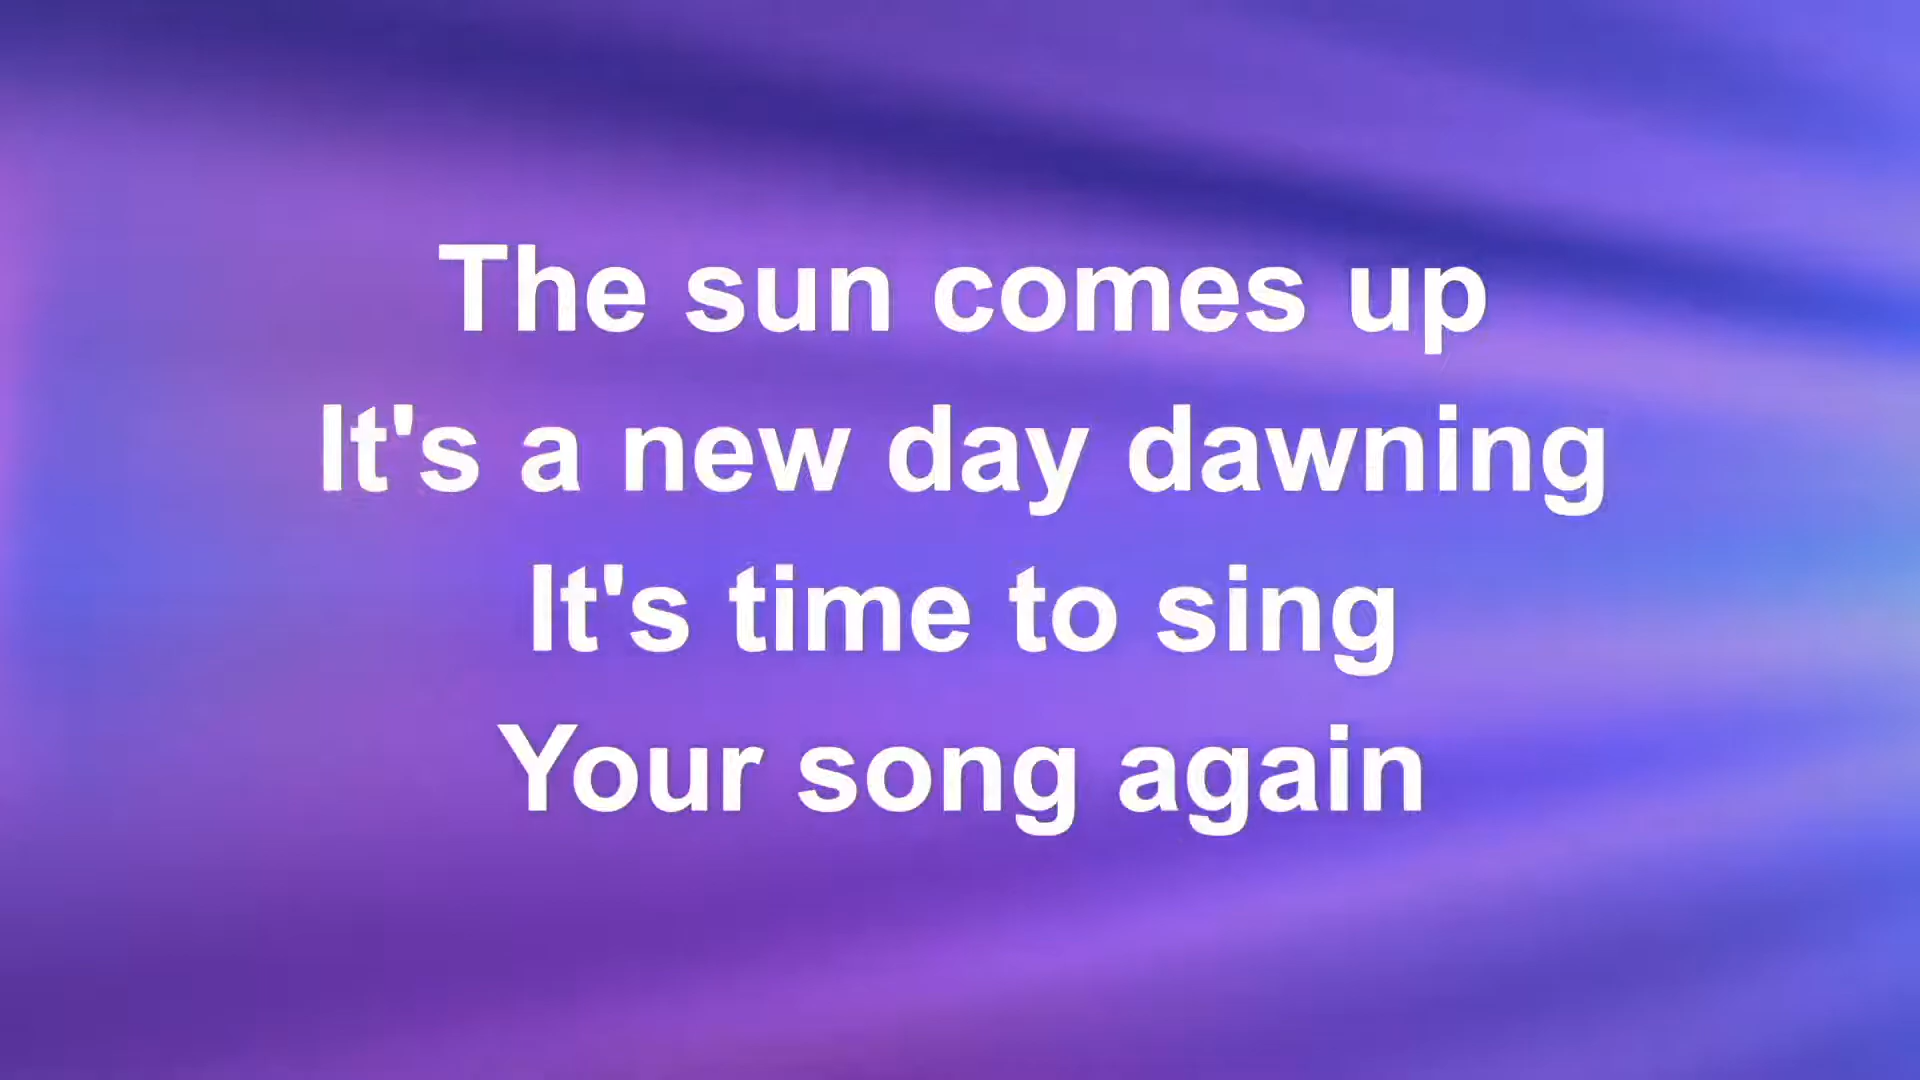 The sun comes up
It's a new day dawning
It's time to sing
Your song again